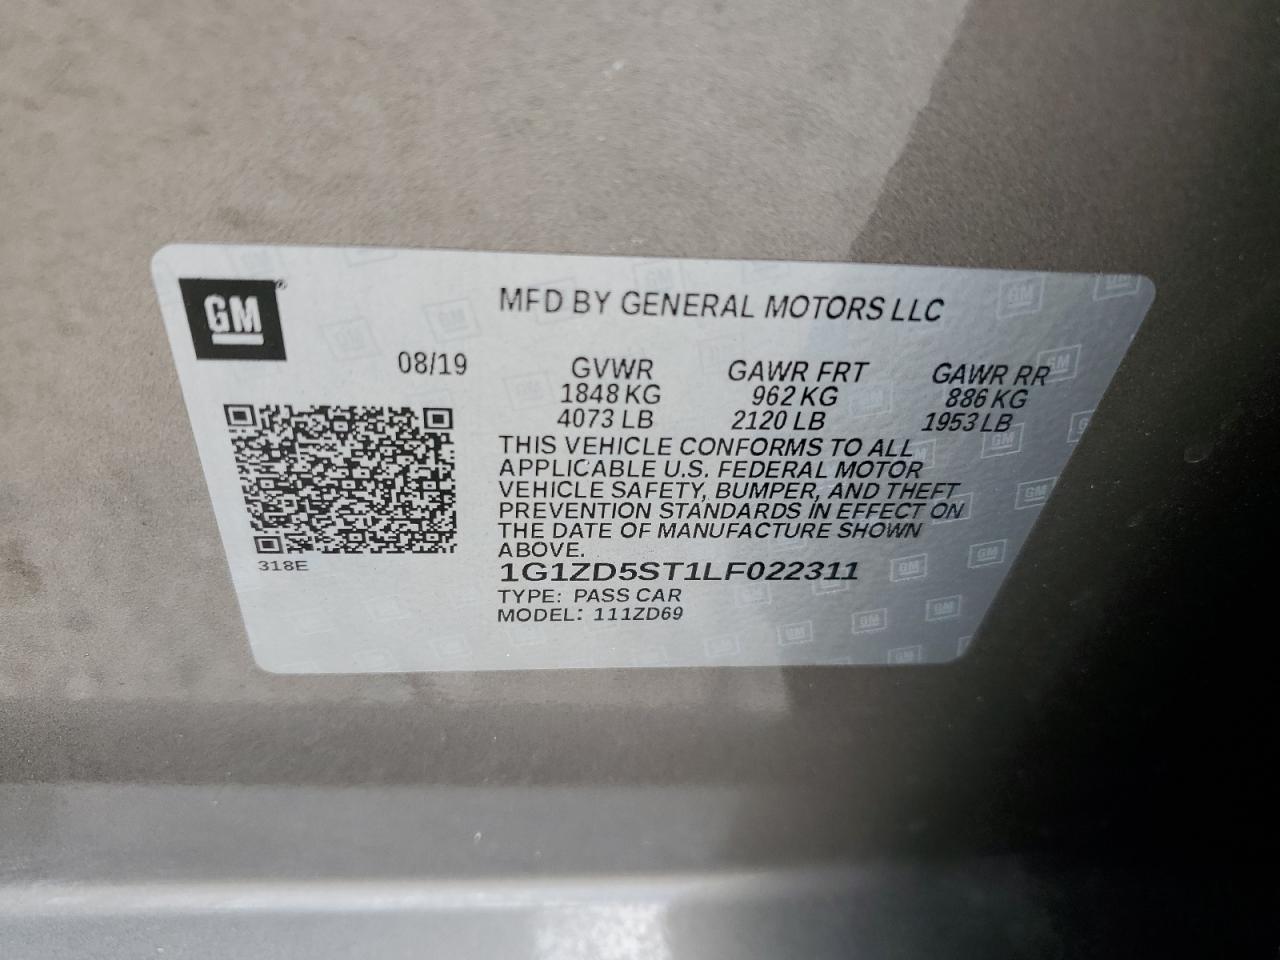 GM
MFD BY GENERAL MOTORS LLC
08/19 GVWR GAWR FRT GAWR RR
1848 KG 962 KG 886 KG
4073 LB 2120 LB 1953 LB
THIS VEHICLE CONFORMS TO ALL
APPLICABLE U.S. FEDERAL MOTOR
VEHICLE SAFETY, BUMPER, AND THEFT
PREVENTION STANDARDS IN EFFECT ON
THE DATE OF MANUFACTURE SHOWN
ABOVE.
318E
1G1ZD5ST1LF022311
TYPE: PASS CAR
MODEL: 111ZD69